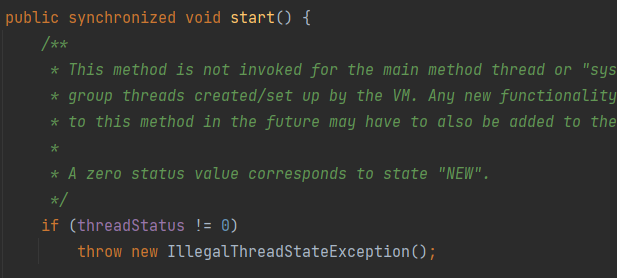 public synchronized void start() {
/**
* This method is not invoked for the main method thread or "sys
* group threads created/set up by the VM. Any new functionality
* to this method in the future may have to also be added to the
*
* A zero status value corresponds to state "NEW".
*/
if (threadStatus != 0)
throw new IllegalThreadStateException();